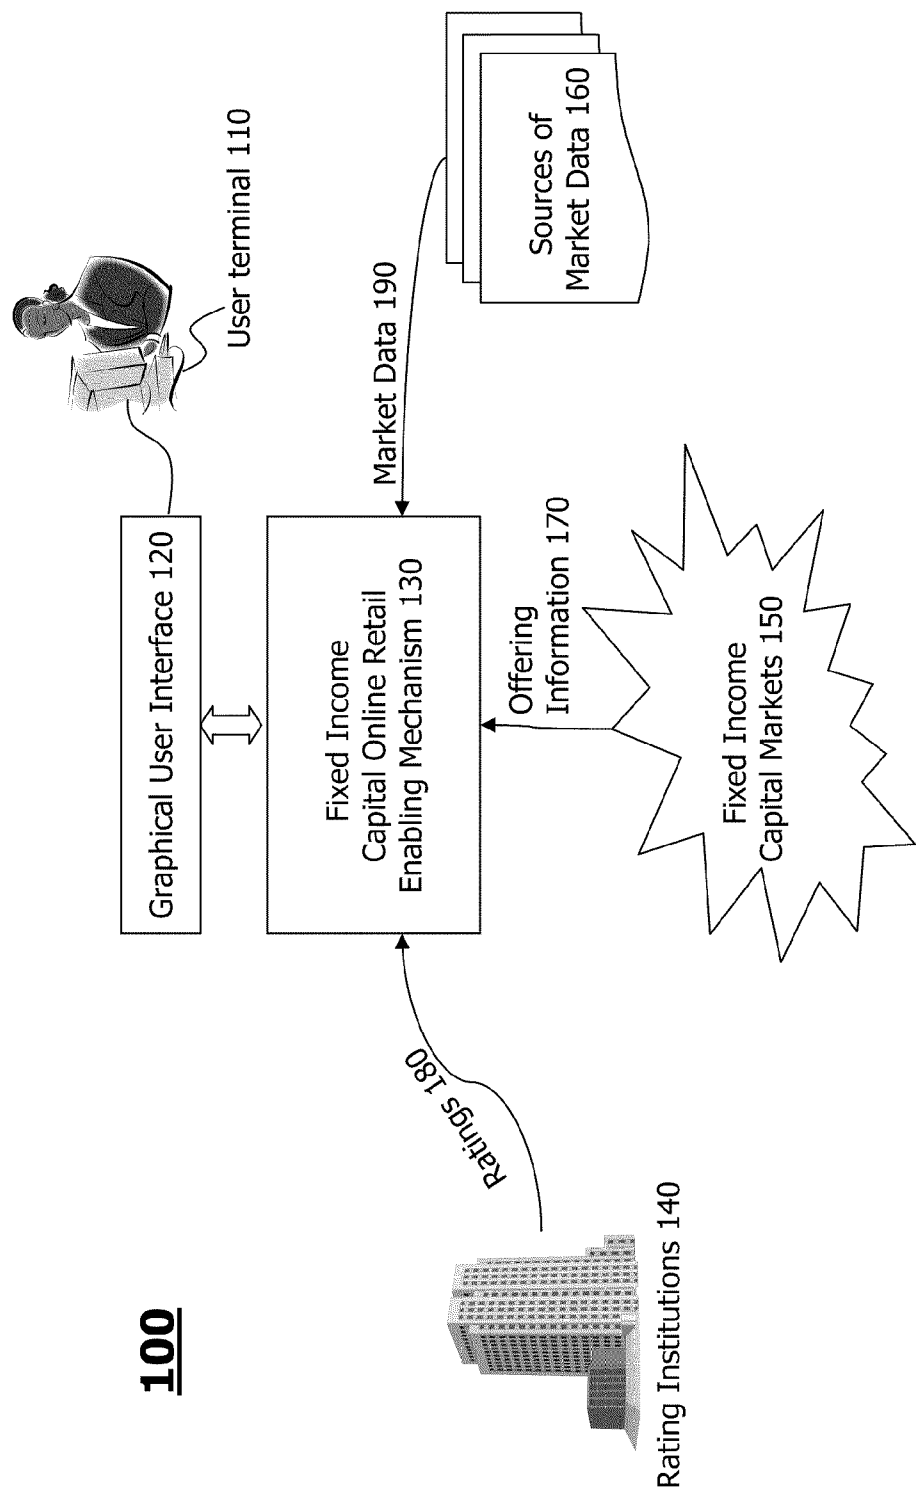 100
User terminal 110
Graphical User Interface 120
Fixed Income
Capital Online Retail
Enabling Mechanism 130
Market Data 190
Sources of
Market Data 160
Ratings 180
Offering
Information 170
Rating Institutions 140
Fixed Income
Capital Markets 150